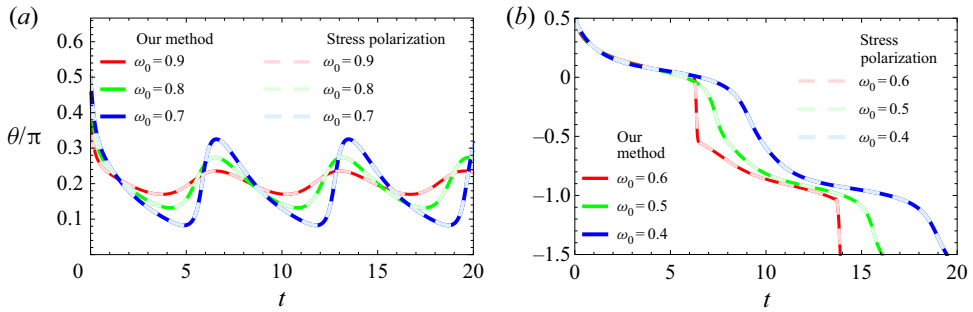 (a)
0.6
0.5
0.4
θ/π
0.3
0.2
0.1
0
5
10
15
20
t
Our method
ω0 = 0.9
ω0 = 0.8
ω0 = 0.7
Stress polarization
ω0 = 0.9
ω0 = 0.8
ω0 = 0.7
(b)
0.5
0
−0.5
−1.0
−1.5
0
5
10
15
20
t
Stress
polarization
ω0 = 0.6
ω0 = 0.5
ω0 = 0.4
Our
method
ω0 = 0.6
ω0 = 0.5
ω0 = 0.4